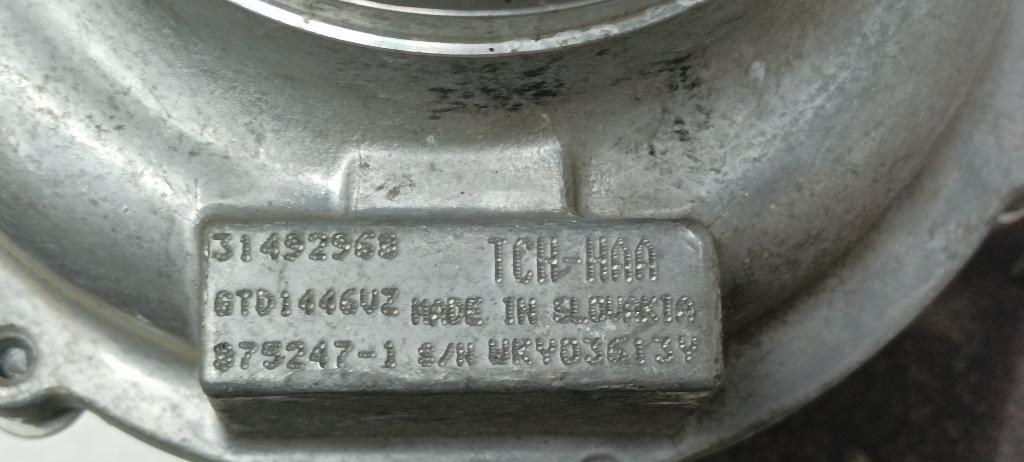 31492968 TCH-HAA
GTD1446VZ MADE IN SLOVAKIA
875247-1 S/N WKY03613Y